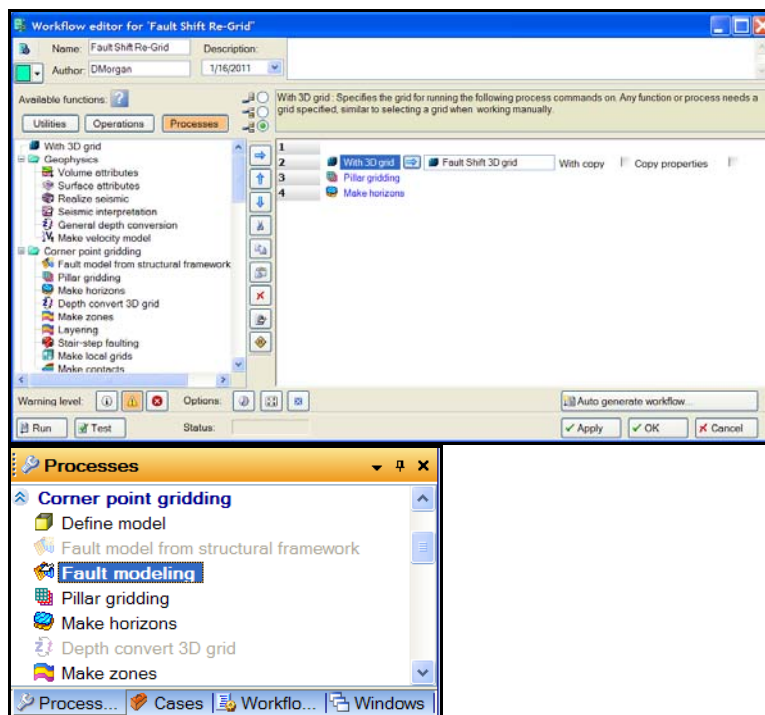 Workflow editor for 'Fault Shift Re-Grid"
Name: Fault Shift Re-Grid Description:
Author: DMorgan 1/16/2011
Available functions: ?
With 3D grid : Specifies the grid for running the following process commands on. Any function or process needs a
grid specified, similar to selecting a grid when working manually.
Utilities Operations Processes
With 3D grid
Geophysics
Volume attributes
Surface attributes
Realize seismic
Seismic interpretation
General depth conversion
Make velocity model
Corner point gridding
Fault model from structural framework
Pillar gridding
Make horizons
Depth convert 3D grid
Make zones
Layering
Stair-step faulting
Make local grids
Make contacts
1
2 With 3D grid Fault Shift 3D grid With copy Copy properties
3 Pillar gridding
4 Make horizons
Warning level: Options: Auto generate workflow...
Run Test Status: Apply OK Cancel
Processes
Corner point gridding
Define model
Fault model from structural framework
Fault modeling
Pillar gridding
Make horizons
Depth convert 3D grid
Make zones
Process... Cases Workflo... Windows